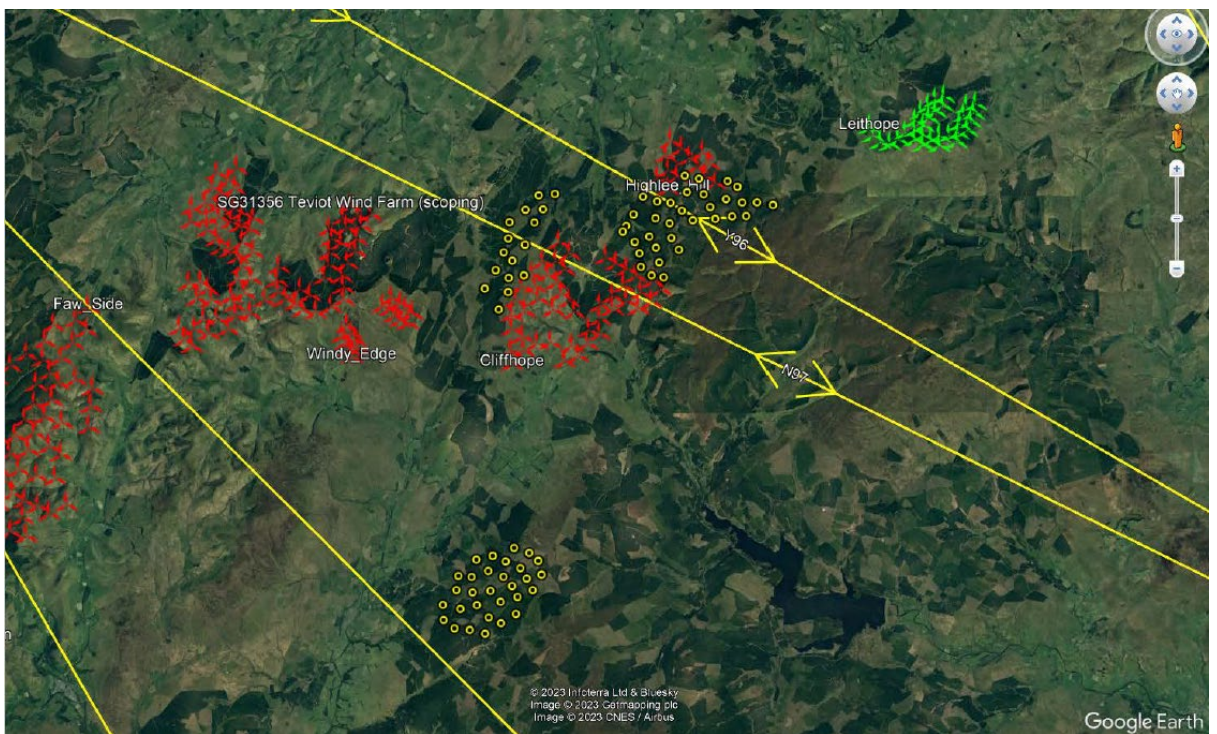 Leithope
Highlee_Hill
SG31356 Teviot Wind Farm (scoping)
Y96
Faw_Side
Windy_Edge
Cliffhope
N97
n
© 2023 Infoterra Ltd & Bluesky
Image © 2023 Getmapping plc
Image © 2023 CNES / Airbus
Google Earth